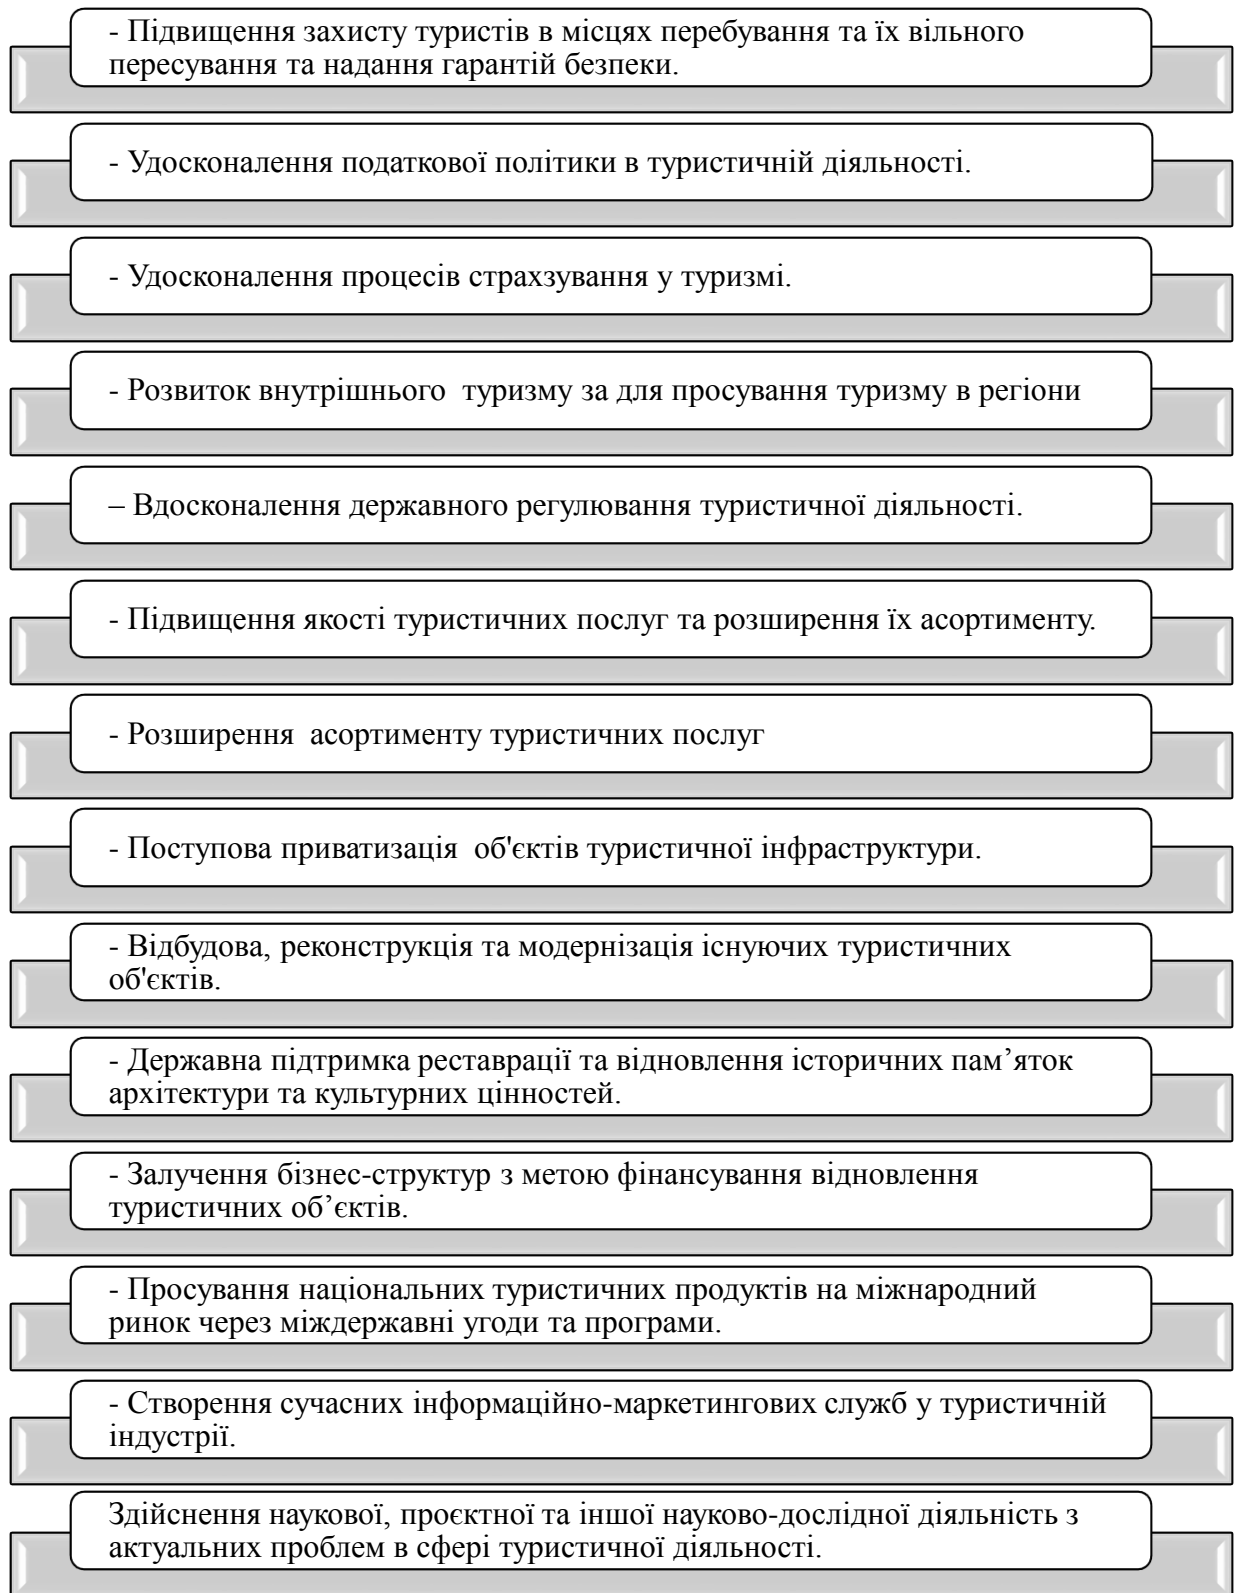 - Підвищення захисту туристів в місцях перебування та їх вільного
пересування та надання гарантій безпеки.
- Удосконалення податкової політики в туристичній діяльності.
- Удосконалення процесів страхзування у туризмі.
- Розвиток внутрішнього  туризму за для просування туризму в регіони
– Вдосконалення державного регулювання туристичної діяльності.
- Підвищення якості туристичних послуг та розширення їх асортименту.
- Розширення  асортименту туристичних послуг
- Поступова приватизація  об'єктів туристичної інфраструктури.
- Відбудова, реконструкція та модернізація існуючих туристичних
об'єктів.
- Державна підтримка реставрації та відновлення історичних пам’яток
архітектури та культурних цінностей.
- Залучення бізнес-структур з метою фінансування відновлення
туристичних об’єктів.
- Просування національних туристичних продуктів на міжнародний
ринок через міждержавні угоди та програми.
- Створення сучасних інформаційно-маркетингових служб у туристичній
індустрії.
Здійснення наукової, проєктної та іншої науково-дослідної діяльність з
актуальних проблем в сфері туристичної діяльності.